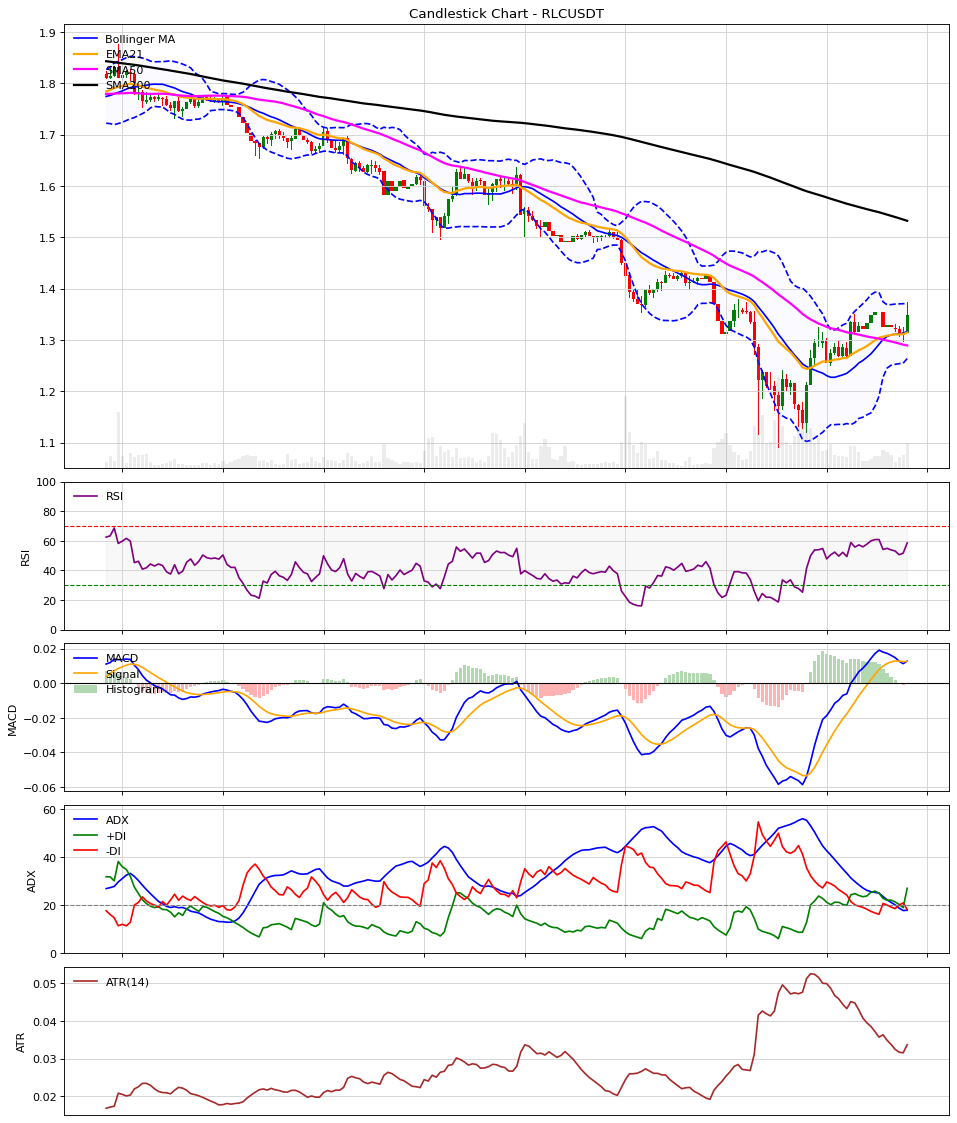 Candlestick Chart - RLCUSDT
1.9
1.8
1.7
1.6
1.5
1.4
1.3
1.2
1.1
Bollinger MA
EMA21
SMA50
SMA200
100
80
60
40
20
0
RSI
RSI
0.02
0.00
−0.02
−0.04
−0.06
MACD
MACD
Signal
Histogram
60
40
20
0
ADX
ADX
+DI
-DI
0.05
0.04
0.03
0.02
ATR
ATR(14)